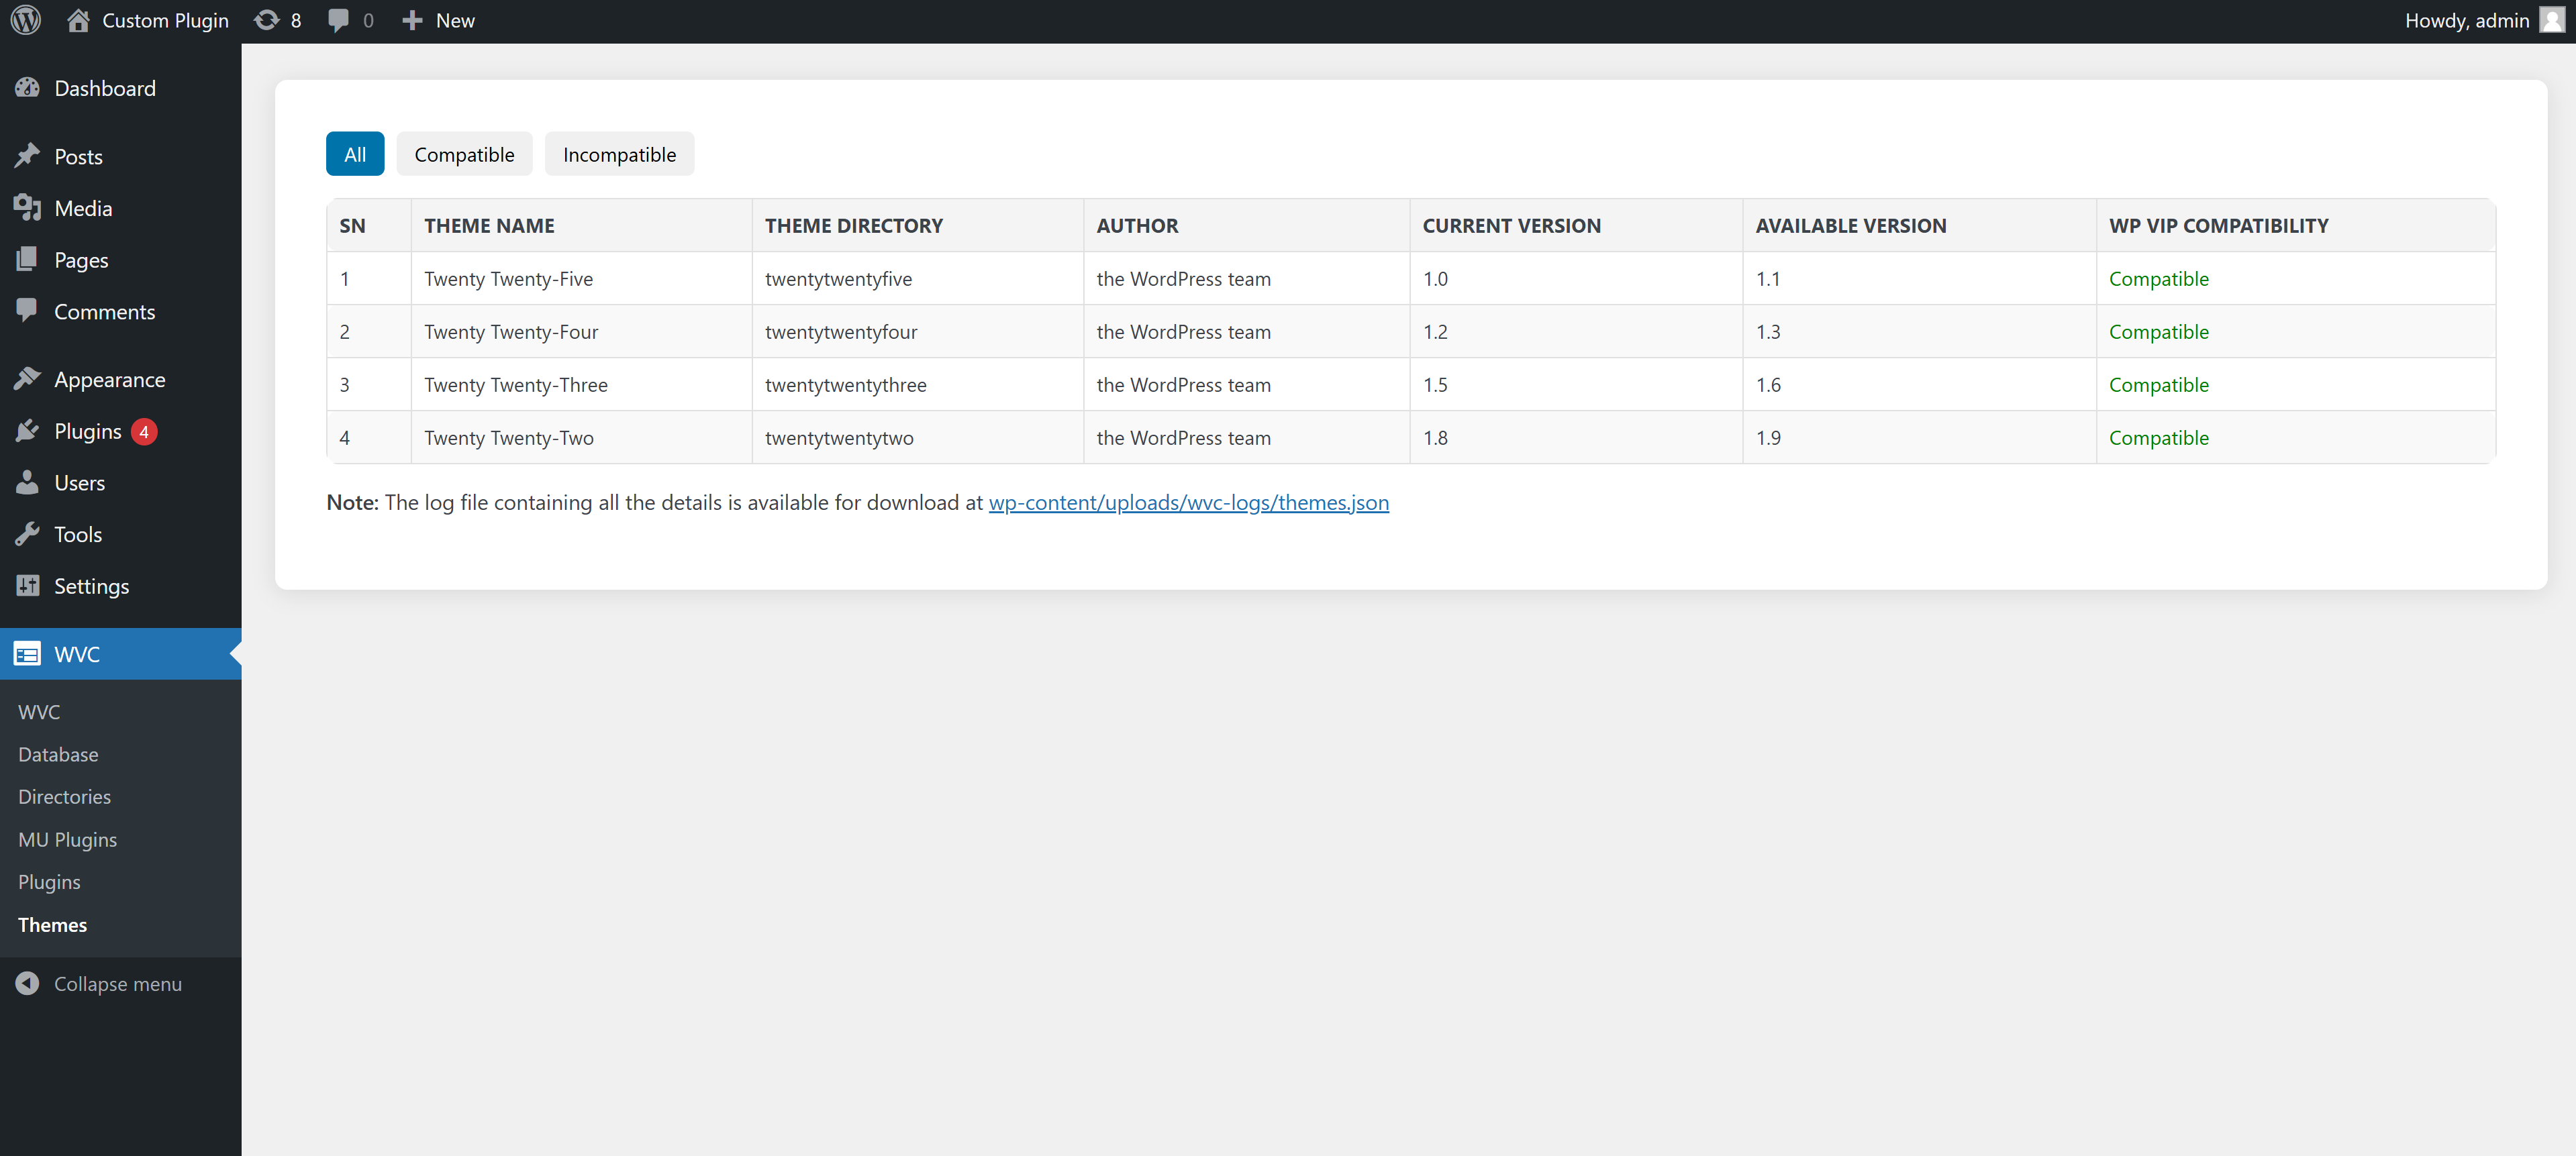 Custom Plugin 8 0 New Howdy, admin
Dashboard
Posts
Media
Pages
Comments
Appearance
Plugins 4
Users
Tools
Settings
WVC
WVC
Database
Directories
MU Plugins
Plugins
Themes
Collapse menu
All Compatible Incompatible
SN THEME NAME THEME DIRECTORY AUTHOR CURRENT VERSION AVAILABLE VERSION WP VIP COMPATIBILITY
1 Twenty Twenty-Five twentytwentyfive the WordPress team 1.0 1.1 Compatible
2 Twenty Twenty-Four twentytwentyfour the WordPress team 1.2 1.3 Compatible
3 Twenty Twenty-Three twentytwentythree the WordPress team 1.5 1.6 Compatible
4 Twenty Twenty-Two twentytwentytwo the WordPress team 1.8 1.9 Compatible
Note: The log file containing all the details is available for download at wp-content/uploads/wvc-logs/themes.json